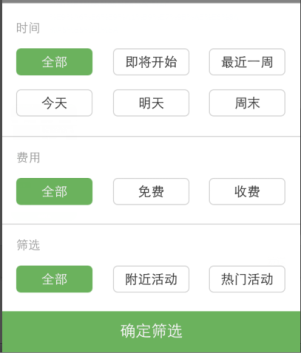 时间
全部 即将开始 最近一周
今天 明天 周末
费用
全部 免费 收费
筛选
全部 附近活动 热门活动
确定筛选